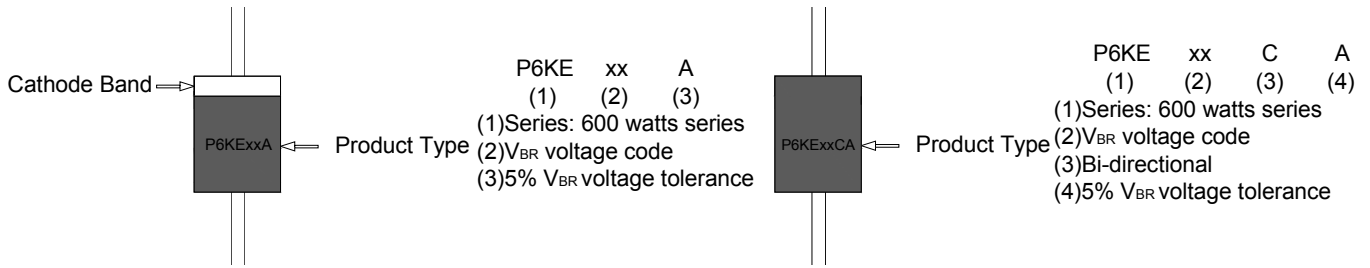 Cathode Band
P6KExxA
Product Type
P6KE xx A
(1) (2) (3)
(1)Series: 600 watts series
(2)VBR voltage code
(3)5% VBR voltage tolerance
P6KExxCA
Product Type
P6KE xx C A
(1) (2) (3) (4)
(1)Series: 600 watts series
(2)VBR voltage code
(3)Bi-directional
(4)5% VBR voltage tolerance